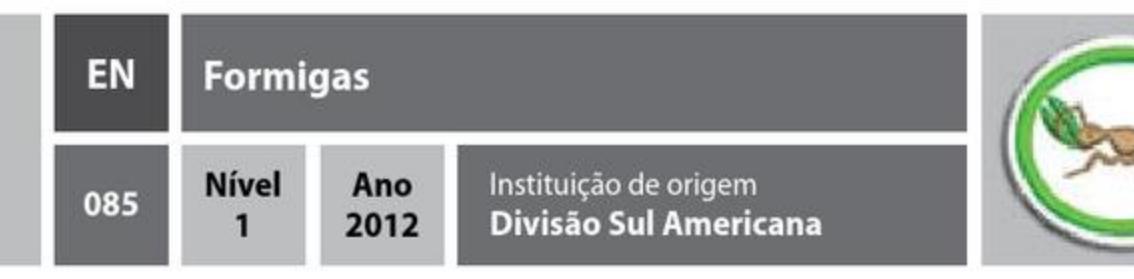 EN
Formigas
085
Nível
1
Ano
2012
Instituição de origem
Divisão Sul Americana